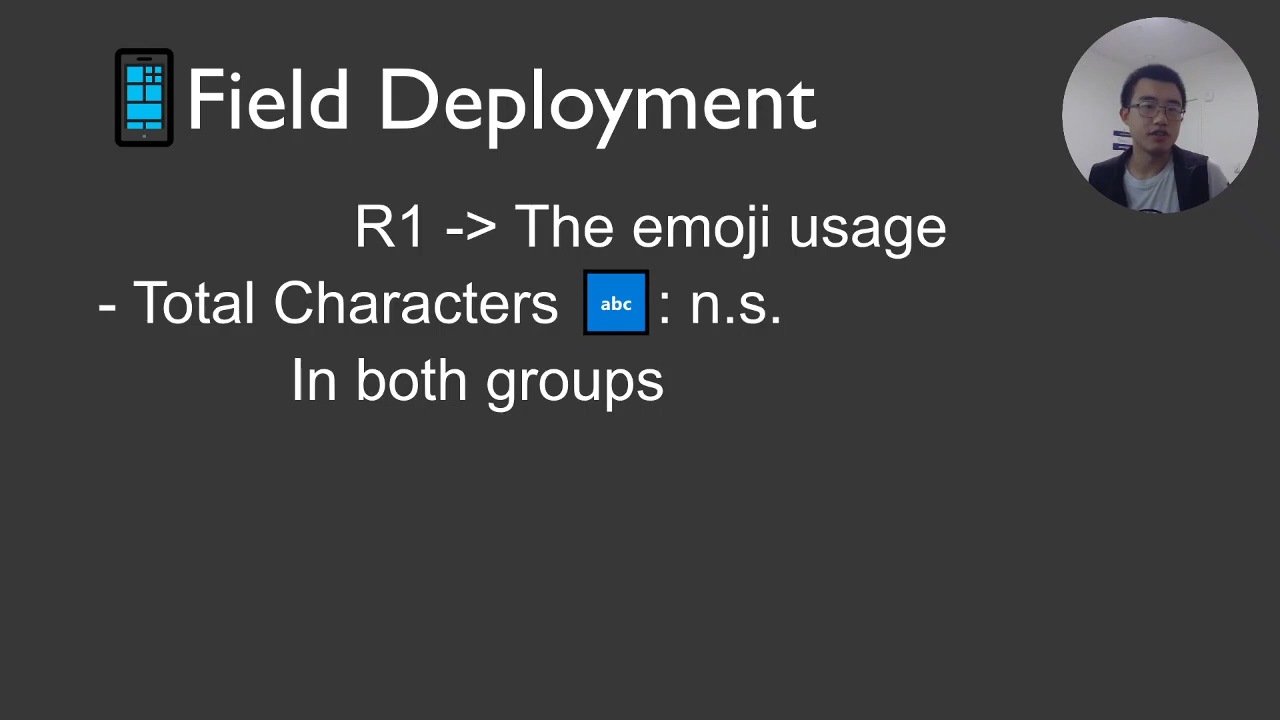 Field Deployment
R1 -> The emoji usage
- Total Characters abc : n.s.
In both groups